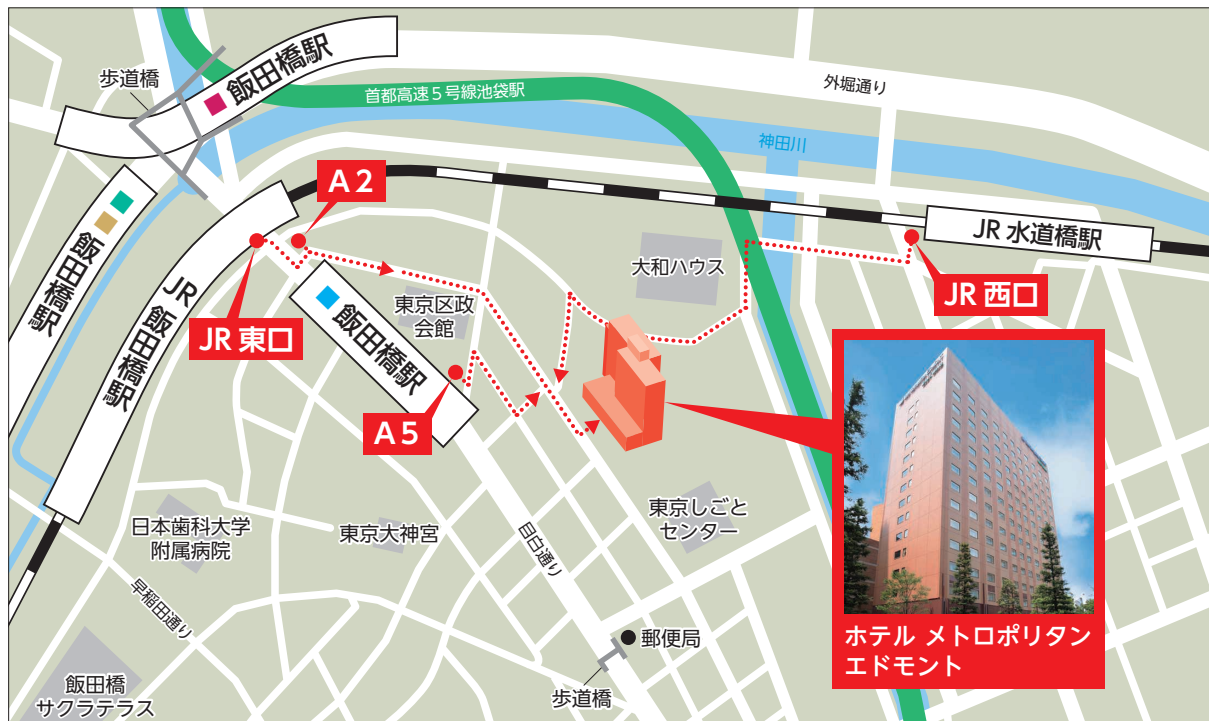 歩道橋
飯田橋駅
首都高速5号線池袋駅
外堀通り
神田川
A2
飯田橋駅
JR 飯田橋駅
JR 水道橋駅
大和ハウス
JR 西口
東京区政
会館
JR 東口
飯田橋駅
A5
日本歯科大学
附属病院
東京大神宮
目白通り
東京しごと
センター
早稲田通り
郵便局
歩道橋
飯田橋
サクラテラス
ホテル メトロポリタン
エドモント